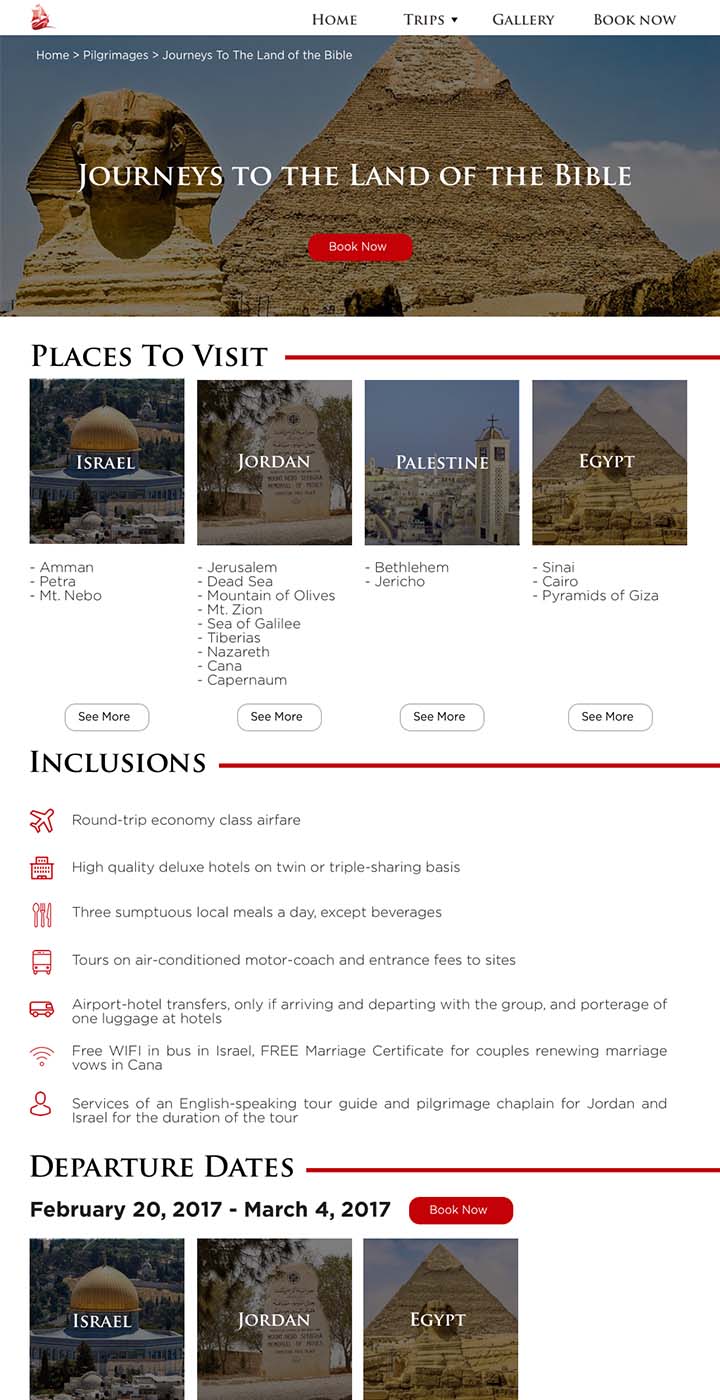 Home
Trips ▼
Gallery
Book now
Home > Pilgrimages > Journeys To The Land of the Bible
Journeys to the Land of the Bible
Book Now
Places To Visit
Israel
Jordan
Palestine
Egypt
- Amman
- Petra
- Mt. Nebo
- Jerusalem
- Dead Sea
- Mountain of Olives
- Mt. Zion
- Sea of Galilee
- Tiberias
- Nazareth
- Cana
- Capernaum
- Bethlehem
- Jericho
- Sinai
- Cairo
- Pyramids of Giza
See More
See More
See More
See More
Inclusions
Round-trip economy class airfare
High quality deluxe hotels on twin or triple-sharing basis
Three sumptuous local meals a day, except beverages
Tours on air-conditioned motor-coach and entrance fees to sites
Airport-hotel transfers, only if arriving and departing with the group, and porterage of
one luggage at hotels
Free WIFI in bus in Israel, FREE Marriage Certificate for couples renewing marriage
vows in Cana
Services of an English-speaking tour guide and pilgrimage chaplain for Jordan and
Israel for the duration of the tour
Departure Dates
February 20, 2017 - March 4, 2017
Book Now
Israel
Jordan
Egypt